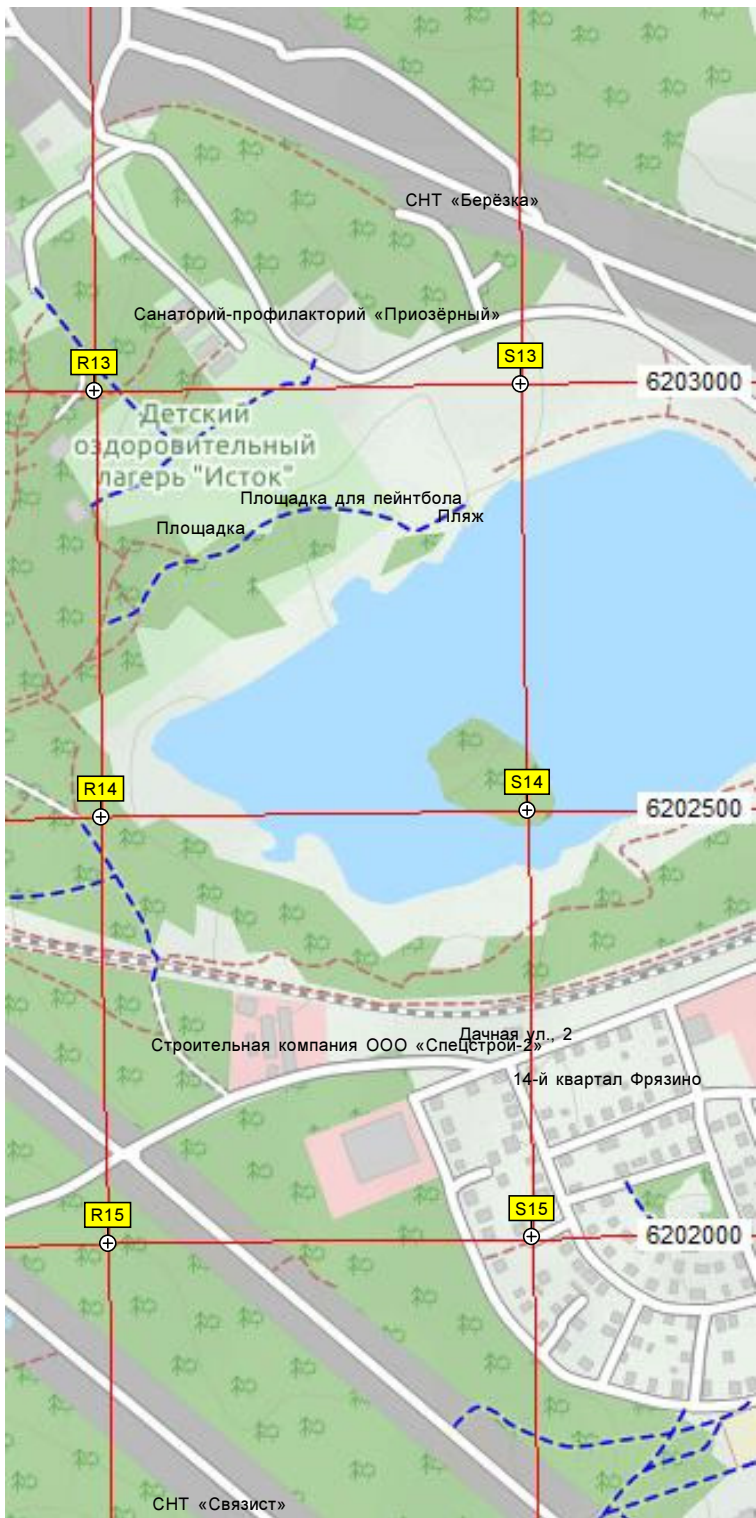 СНТ «Берёзка»
Санаторий-профилакторий «Приозёрный»
R13
S13
6203000
Детский
оздоровительный
лагерь "Исток"
Площадка для пейнтбола
Пляж
Площадка
R14
S14
6202500
Дачная ул., 2
Строительная компания ООО «Спецстрой-2»
14-й квартал Фрязино
R15
S15
6202000
СНТ «Связист»